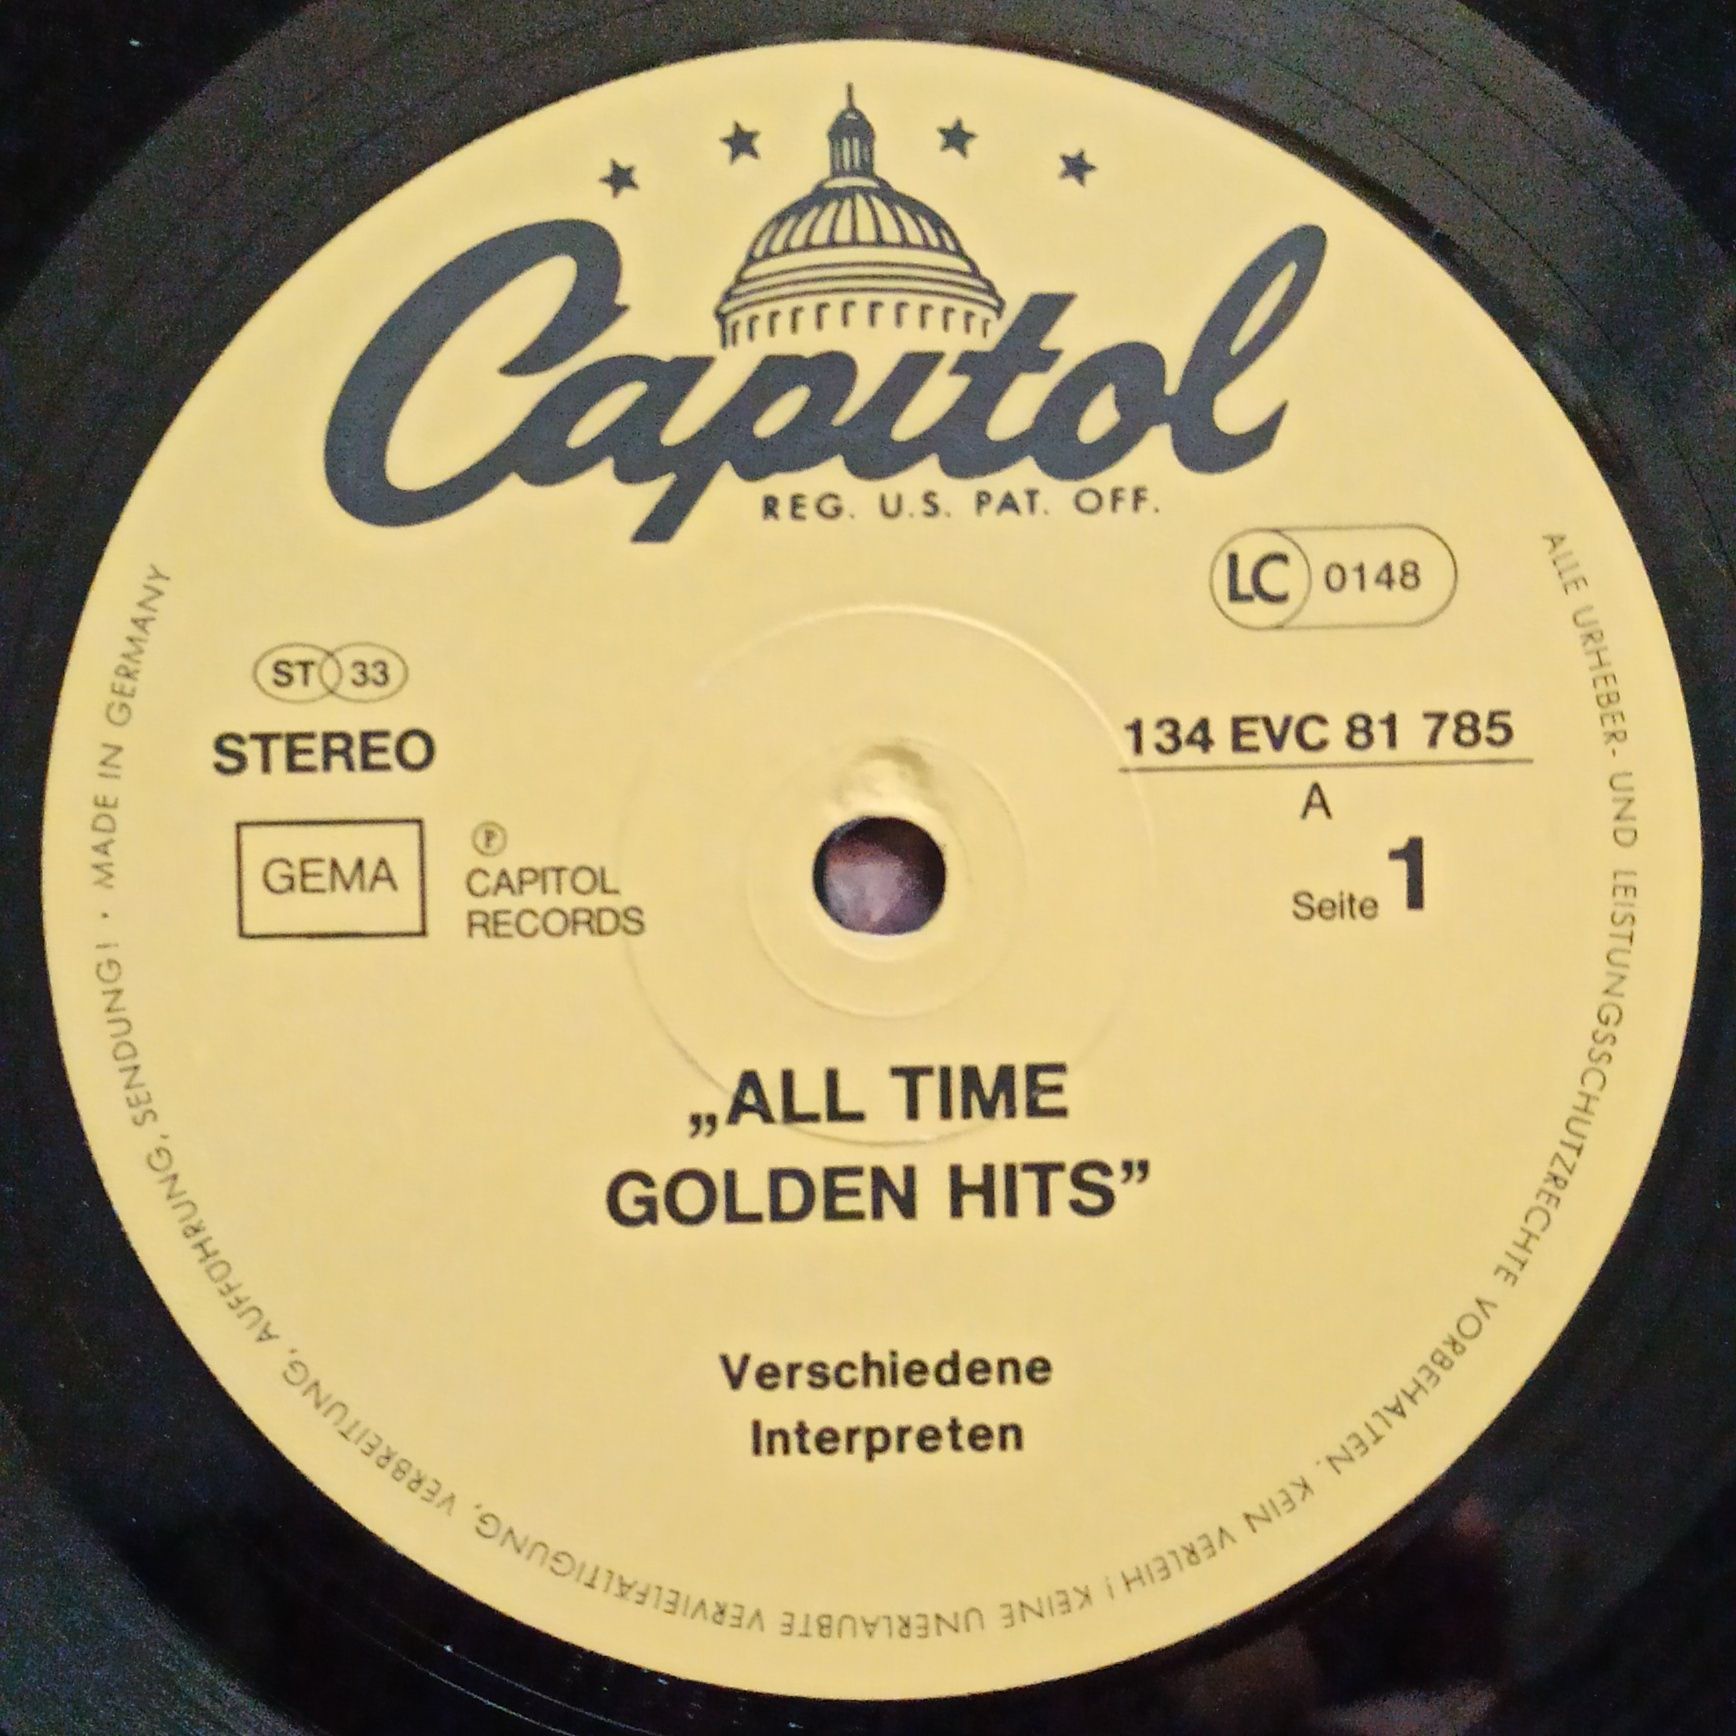 Capitol
REG. U.S. PAT. OFF.
LC 0148
ST 33
STEREO
134 EVC 81 785
A
GEMA
℗
CAPITOL
RECORDS
Seite 1
„ALL TIME
GOLDEN HITS”
Verschiedene
Interpreten
ALLE URHEBER- UND LEISTUNGSSCHUTZRECHTE VORBEHALTEN. KEIN VERLEIH! KEINE UNERLAUBTE VERVIELFÄLTIGUNG, VERBREITUNG, AUFFÜHRUNG, SENDUNG! · MADE IN GERMANY